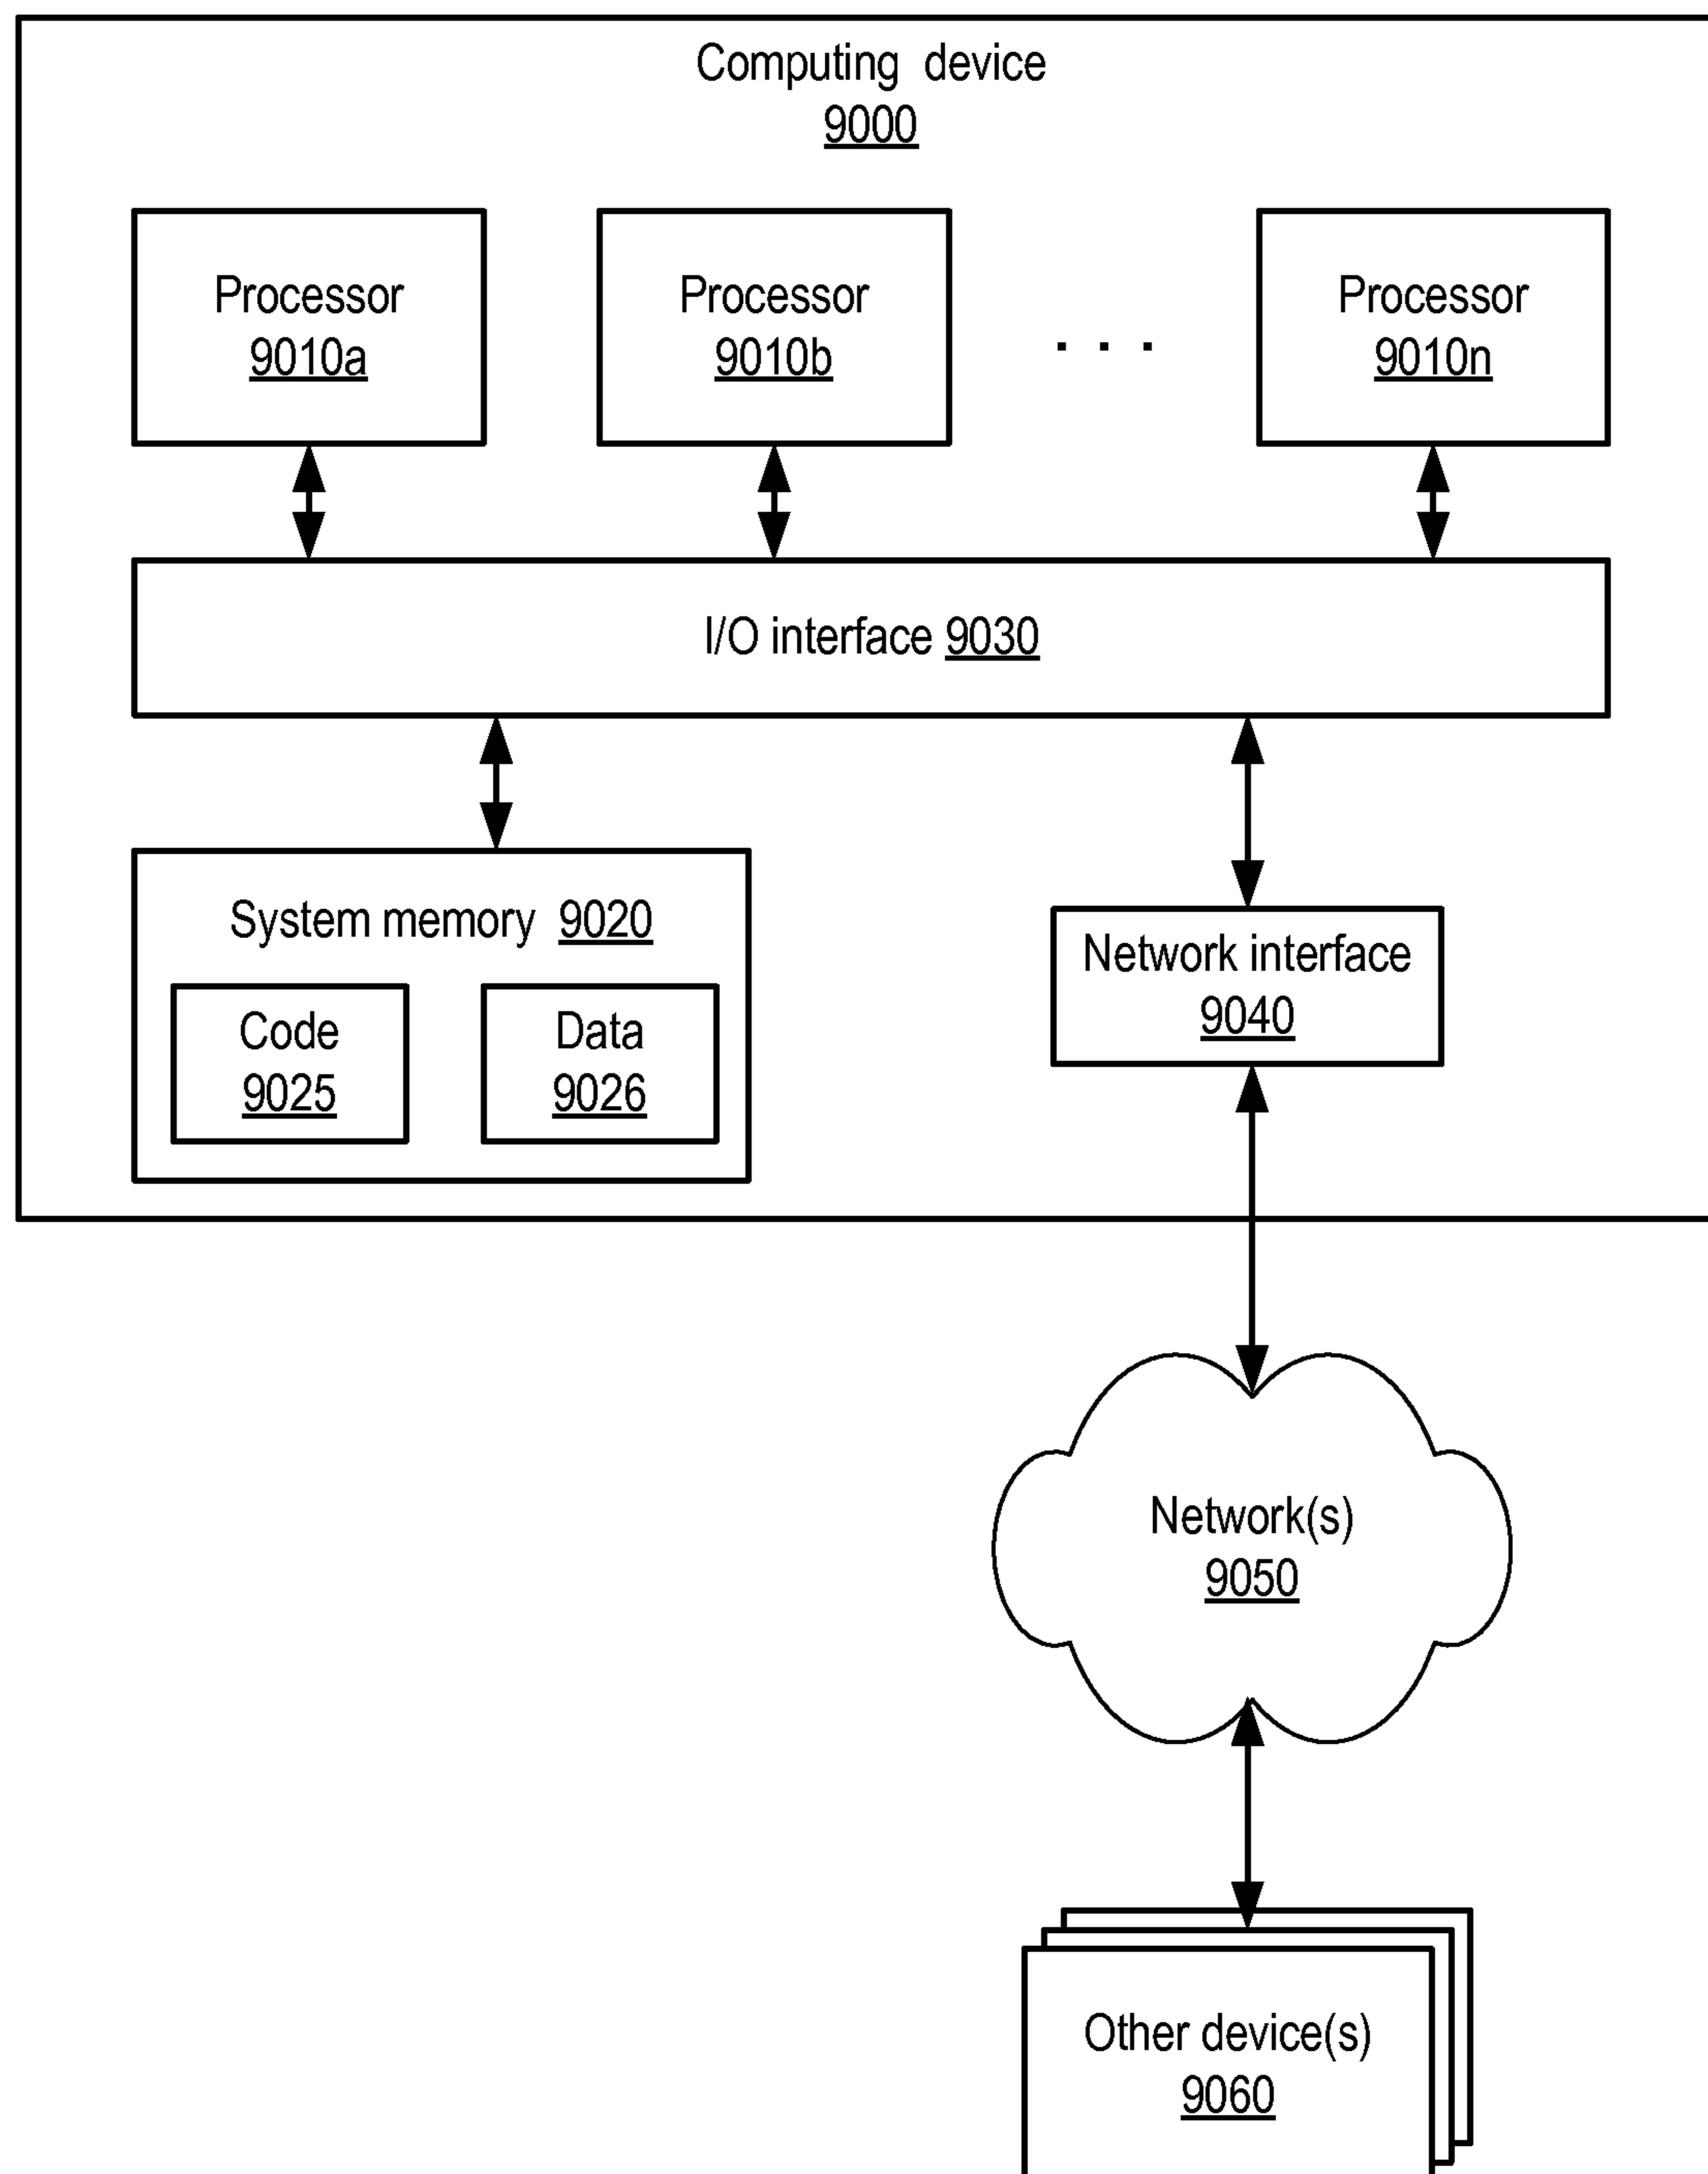 Computing device
9000
Processor
9010a
Processor
9010b
. . .
Processor
9010n
I/O interface 9030
System memory 9020
Code
9025
Data
9026
Network interface
9040
Network(s)
9050
Other device(s)
9060